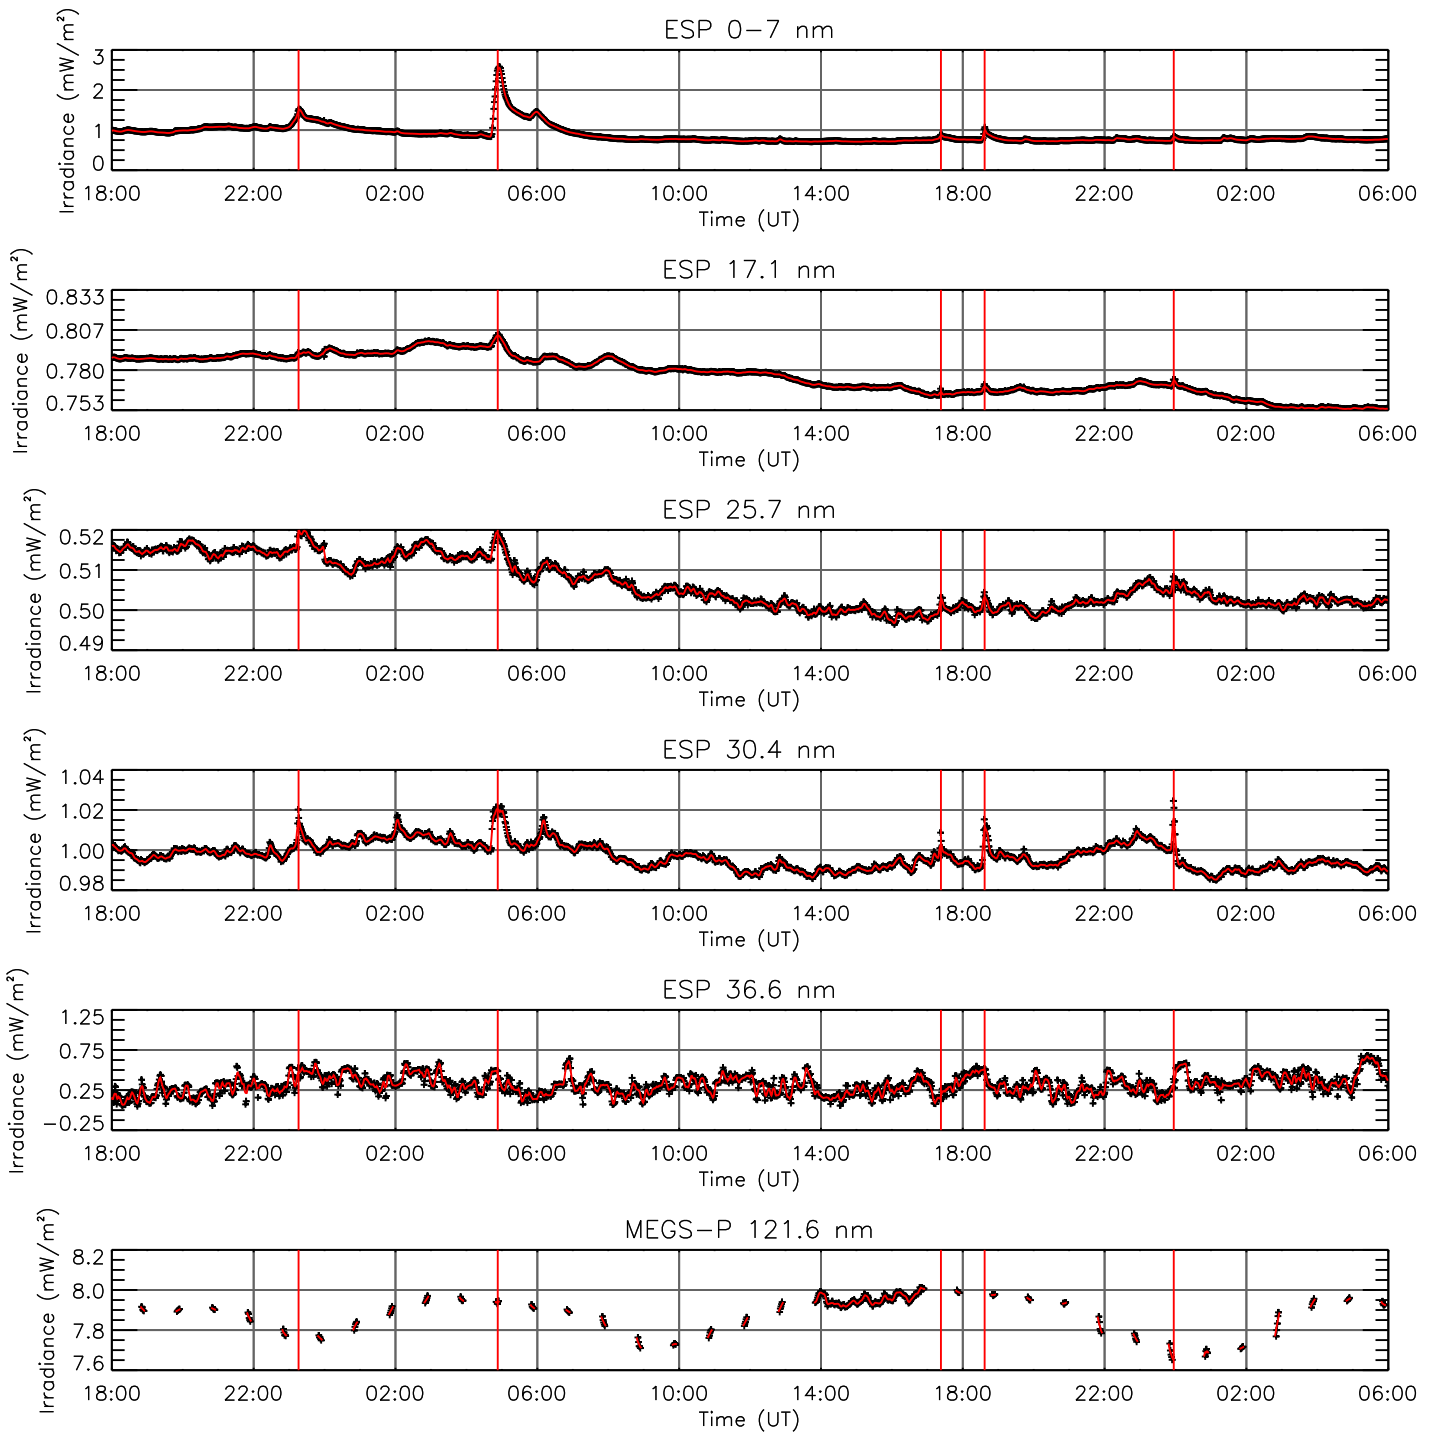 ESP 0-7 nm
Irradiance (mW/m²)
3
2
1
0
18:00 22:00 02:00 06:00 10:00 14:00 18:00 22:00 02:00 06:00
Time (UT)
ESP 17.1 nm
Irradiance (mW/m²)
0.833
0.807
0.780
0.753
18:00 22:00 02:00 06:00 10:00 14:00 18:00 22:00 02:00 06:00
Time (UT)
ESP 25.7 nm
Irradiance (mW/m²)
0.52
0.51
0.50
0.49
18:00 22:00 02:00 06:00 10:00 14:00 18:00 22:00 02:00 06:00
Time (UT)
ESP 30.4 nm
Irradiance (mW/m²)
1.04
1.02
1.00
0.98
18:00 22:00 02:00 06:00 10:00 14:00 18:00 22:00 02:00 06:00
Time (UT)
ESP 36.6 nm
Irradiance (mW/m²)
1.25
0.75
0.25
-0.25
18:00 22:00 02:00 06:00 10:00 14:00 18:00 22:00 02:00 06:00
Time (UT)
MEGS-P 121.6 nm
Irradiance (mW/m²)
8.2
8.0
7.8
7.6
18:00 22:00 02:00 06:00 10:00 14:00 18:00 22:00 02:00 06:00
Time (UT)